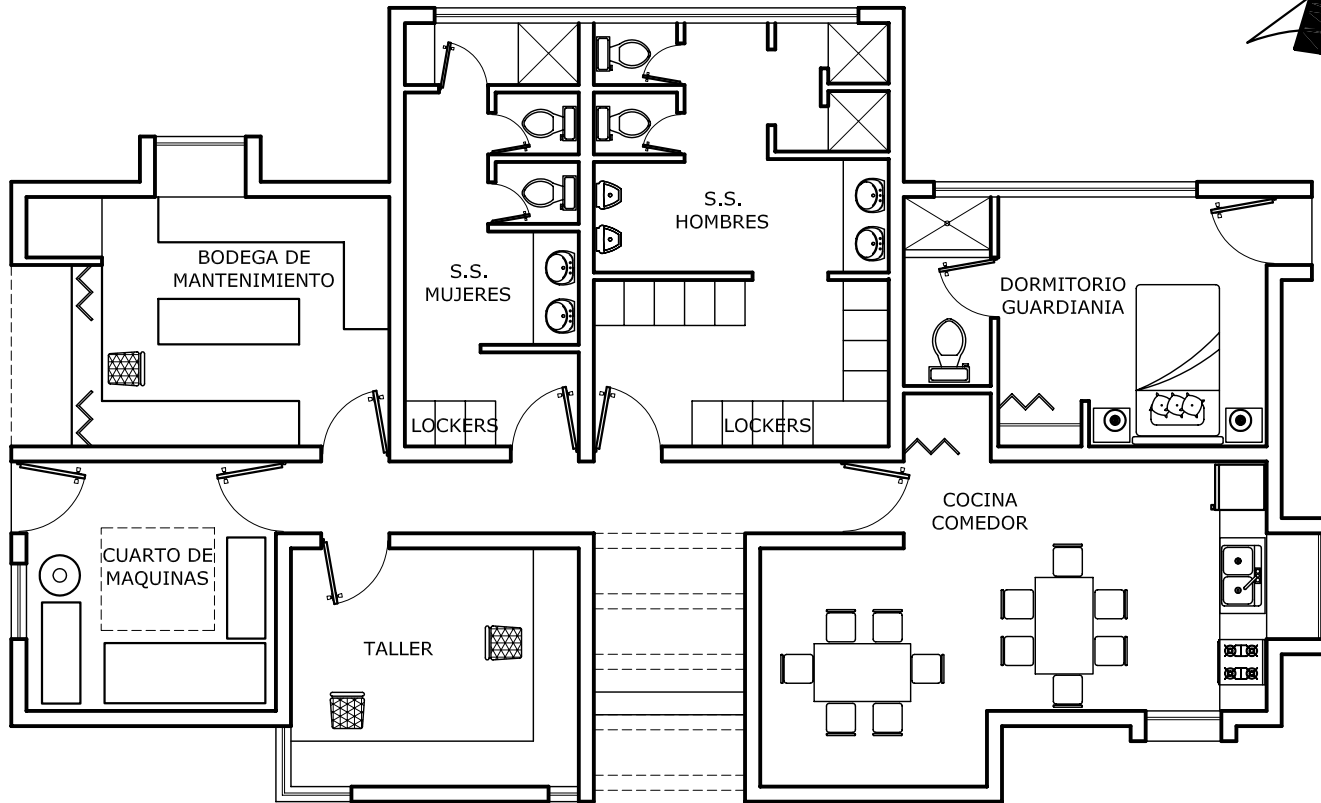 S.S.
HOMBRES
BODEGA DE
MANTENIMIENTO
S.S.
MUJERES
DORMITORIO
GUARDIANIA
LOCKERS
LOCKERS
COCINA
COMEDOR
CUARTO DE
MAQUINAS
TALLER